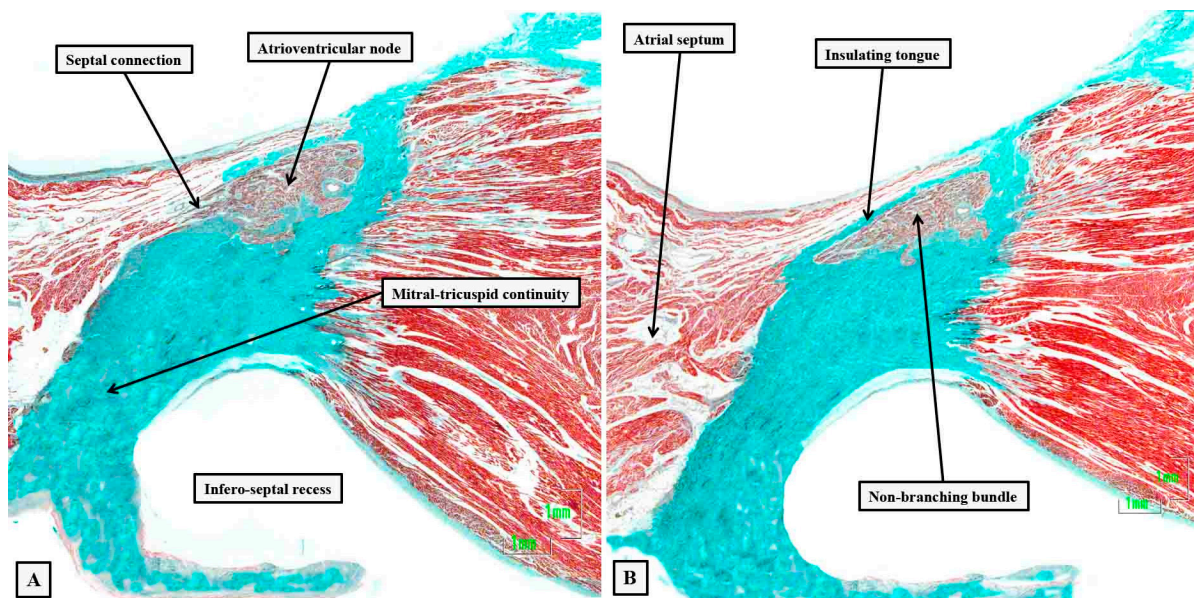 Septal connection
Atrioventricular node
Mitral-tricuspid continuity
Infero-septal recess
1mm
1mm
A
Atrial septum
Insulating tongue
Non-branching bundle
1mm
1mm
B